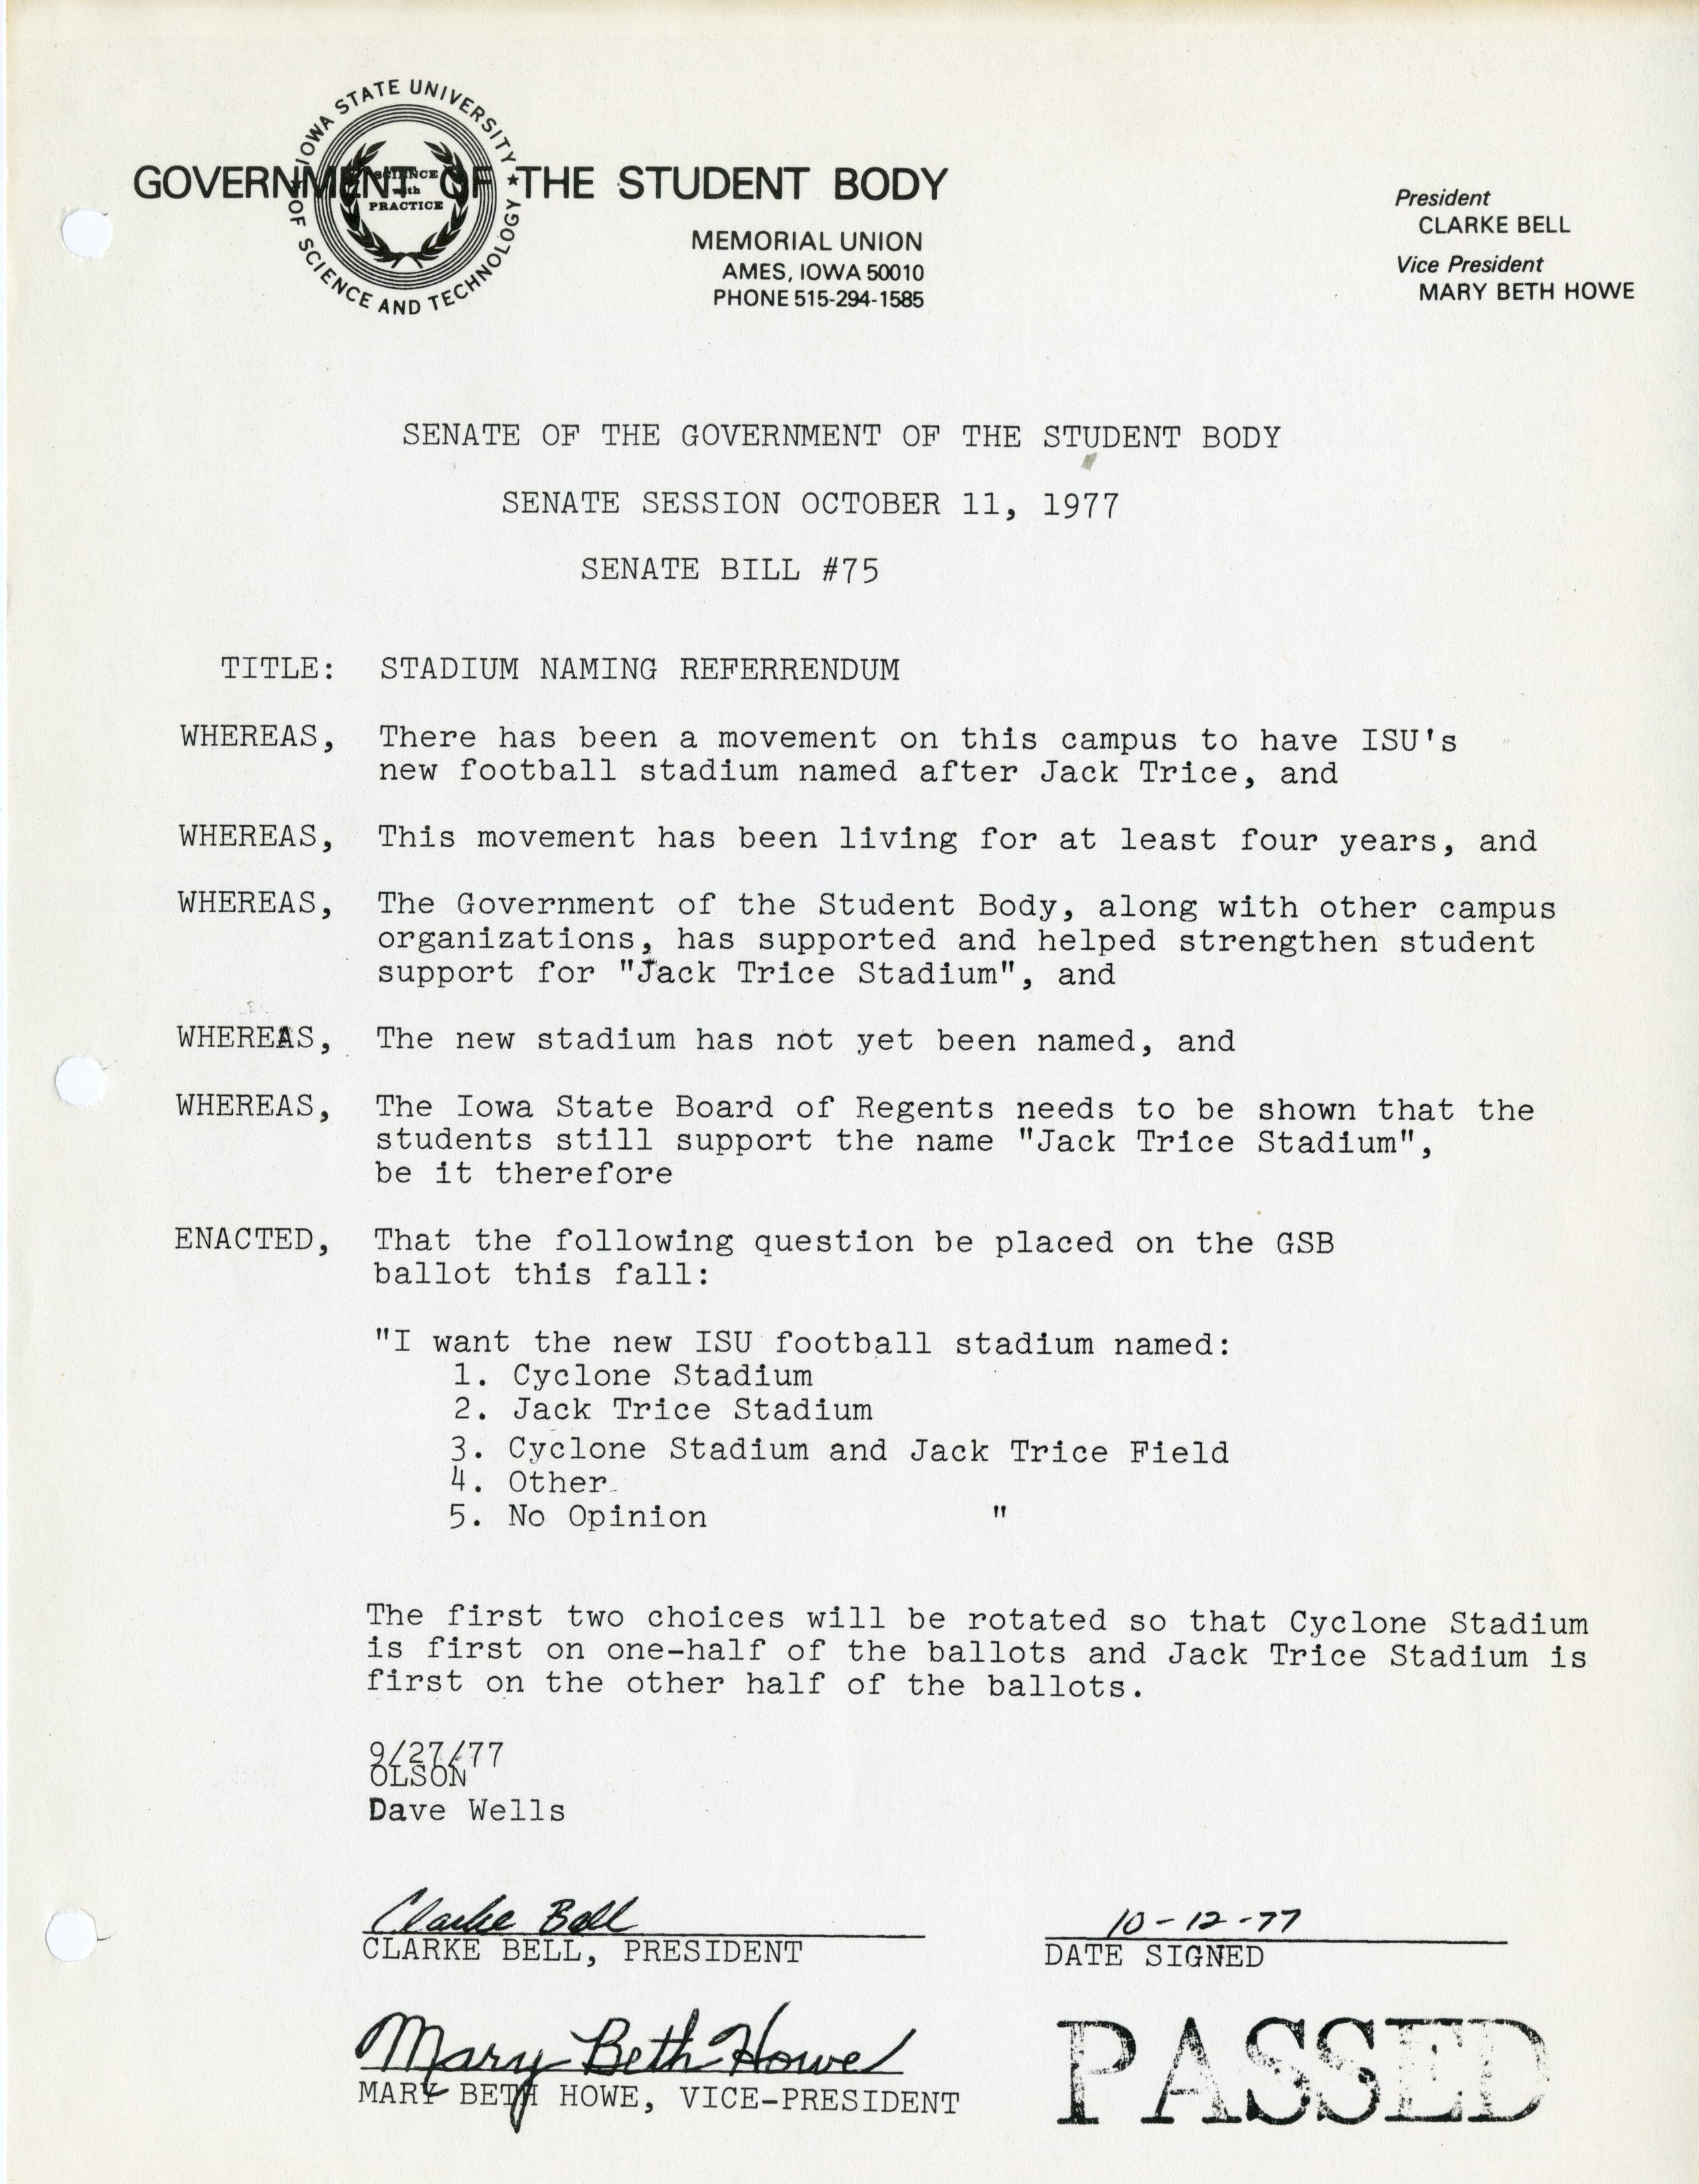 IOWA STATE UNIVERSITY
OF SCIENCE AND TECHNOLOGY
SCIENCE
with
PRACTICE
GOVERNMENT OF THE STUDENT BODY
MEMORIAL UNION
AMES, IOWA 50010
PHONE 515-294-1585
President
CLARKE BELL
Vice President
MARY BETH HOWE
SENATE OF THE GOVERNMENT OF THE STUDENT BODY
SENATE SESSION OCTOBER 11, 1977
SENATE BILL #75
TITLE: STADIUM NAMING REFERRENDUM
WHEREAS, There has been a movement on this campus to have ISU's
new football stadium named after Jack Trice, and
WHEREAS, This movement has been living for at least four years, and
WHEREAS, The Government of the Student Body, along with other campus
organizations, has supported and helped strengthen student
support for "Jack Trice Stadium", and
WHEREAS, The new stadium has not yet been named, and
WHEREAS, The Iowa State Board of Regents needs to be shown that the
students still support the name "Jack Trice Stadium",
be it therefore
ENACTED, That the following question be placed on the GSB
ballot this fall:
"I want the new ISU football stadium named:
1. Cyclone Stadium
2. Jack Trice Stadium
3. Cyclone Stadium and Jack Trice Field
4. Other
5. No Opinion "
The first two choices will be rotated so that Cyclone Stadium
is first on one-half of the ballots and Jack Trice Stadium is
first on the other half of the ballots.
9/27/77
OLSON
Dave Wells
Clarke Bell 10-12-77
CLARKE BELL, PRESIDENT DATE SIGNED
Mary Beth Howe
MARY BETH HOWE, VICE-PRESIDENT
PASSED